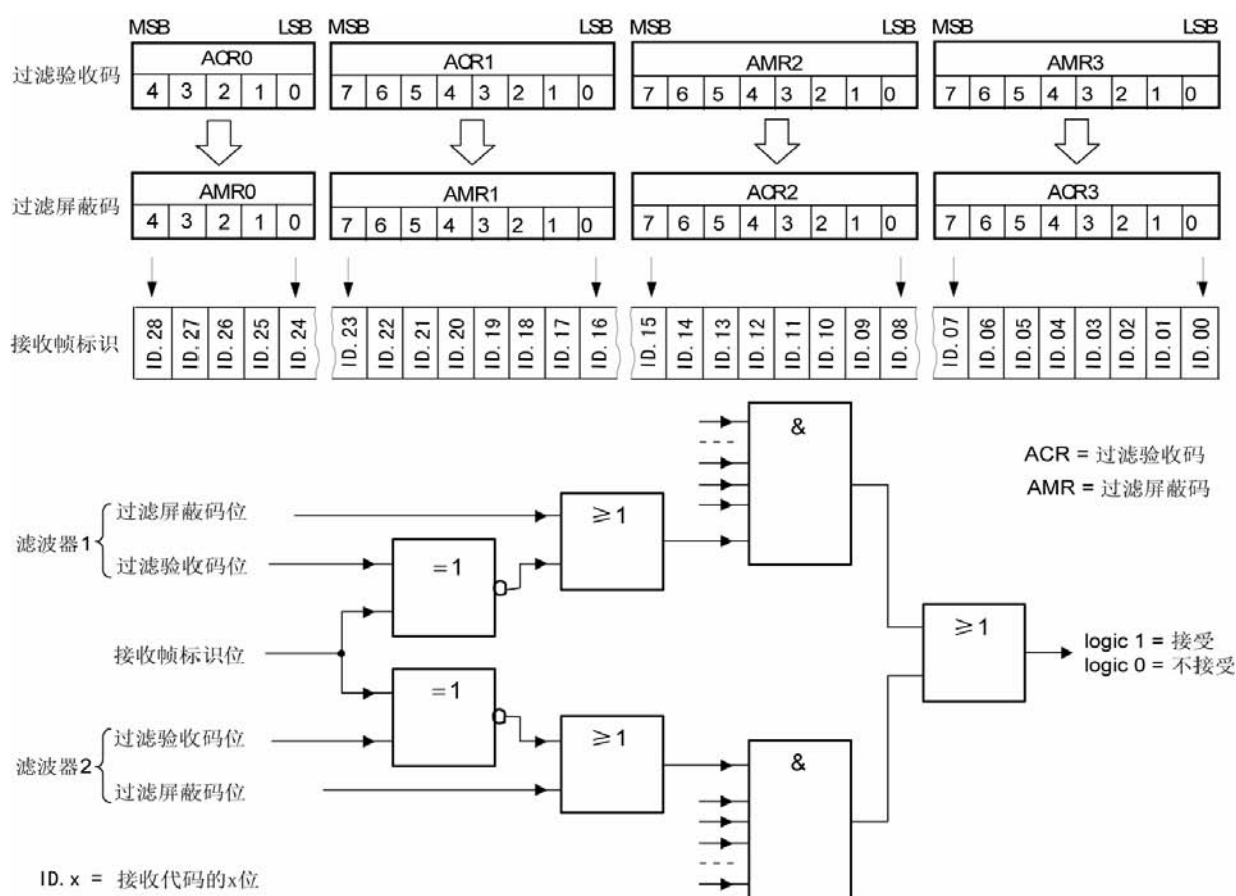 MSB LSB MSB LSB MSB LSB MSB LSB
过滤验收码 ACR0 ACR1 AMR2 AMR3
4 3 2 1 0 7 6 5 4 3 2 1 0 7 6 5 4 3 2 1 0 7 6 5 4 3 2 1 0
过滤屏蔽码 AMR0 AMR1 ACR2 ACR3
4 3 2 1 0 7 6 5 4 3 2 1 0 7 6 5 4 3 2 1 0 7 6 5 4 3 2 1 0
接收帧标识 ID.28 ID.27 ID.26 ID.25 ID.24 ID.23 ID.22 ID.21 ID.20 ID.19 ID.18 ID.17 ID.16 ID.15 ID.14 ID.13 ID.12 ID.11 ID.10 ID.09 ID.08 ID.07 ID.06 ID.05 ID.04 ID.03 ID.02 ID.01 ID.00
&
ACR = 过滤验收码
AMR = 过滤屏蔽码
滤波器1
过滤屏蔽码位
≥1
过滤验收码位
=1
接收帧标识位
≥1
logic 1 = 接受
logic 0 = 不接受
=1
滤波器2
过滤验收码位
≥1
过滤屏蔽码位
&
ID.x = 接收代码的x位